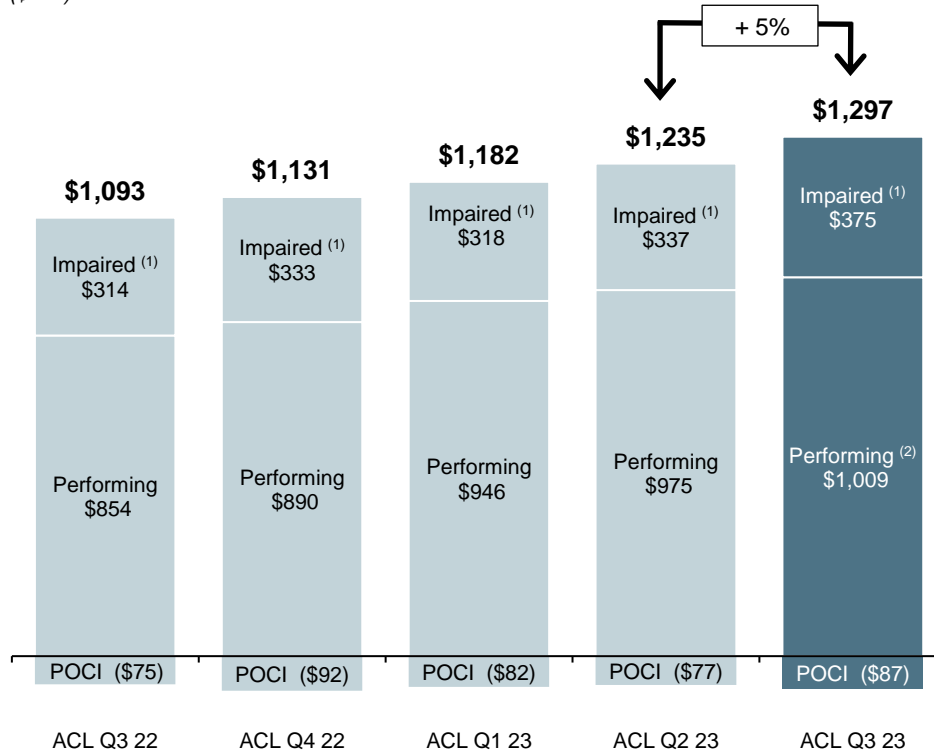 + 5%
$1,093
$1,131
$1,182
$1,235
$1,297
Impaired (1)
$314
Impaired (1)
$333
Impaired (1)
$318
Impaired (1)
$337
Impaired (1)
$375
Performing
$854
Performing
$890
Performing
$946
Performing
$975
Performing (2)
$1,009
POCI ($75)
POCI ($92)
POCI ($82)
POCI ($77)
POCI ($87)
ACL Q3 22
ACL Q4 22
ACL Q1 23
ACL Q2 23
ACL Q3 23